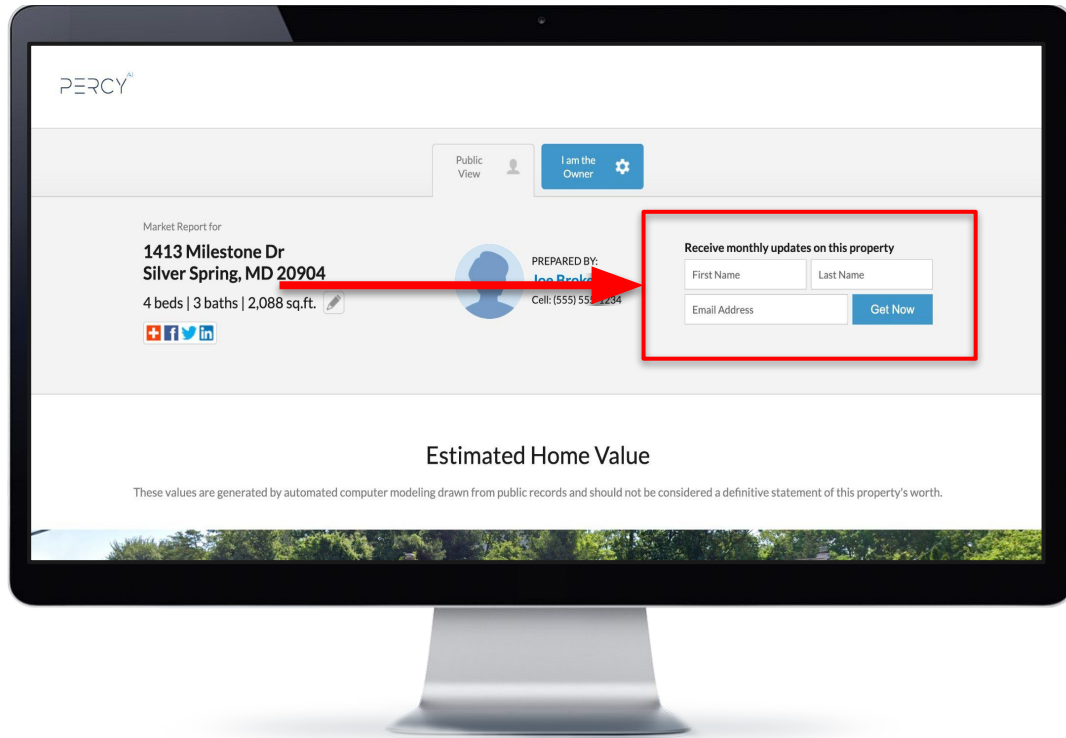 PERCY AI
Public
View
I am the
Owner
Market Report for
1413 Milestone Dr
Silver Spring, MD 20904
4 beds | 3 baths | 2,088 sq.ft.
PREPARED BY:
Joe
Cell: (555) 1234
Receive monthly updates on this property
First Name
Last Name
Email Address
Get Now
Estimated Home Value
These values are generated by automated computer modeling drawn from public records and should not be considered a definitive statement of this property's worth.